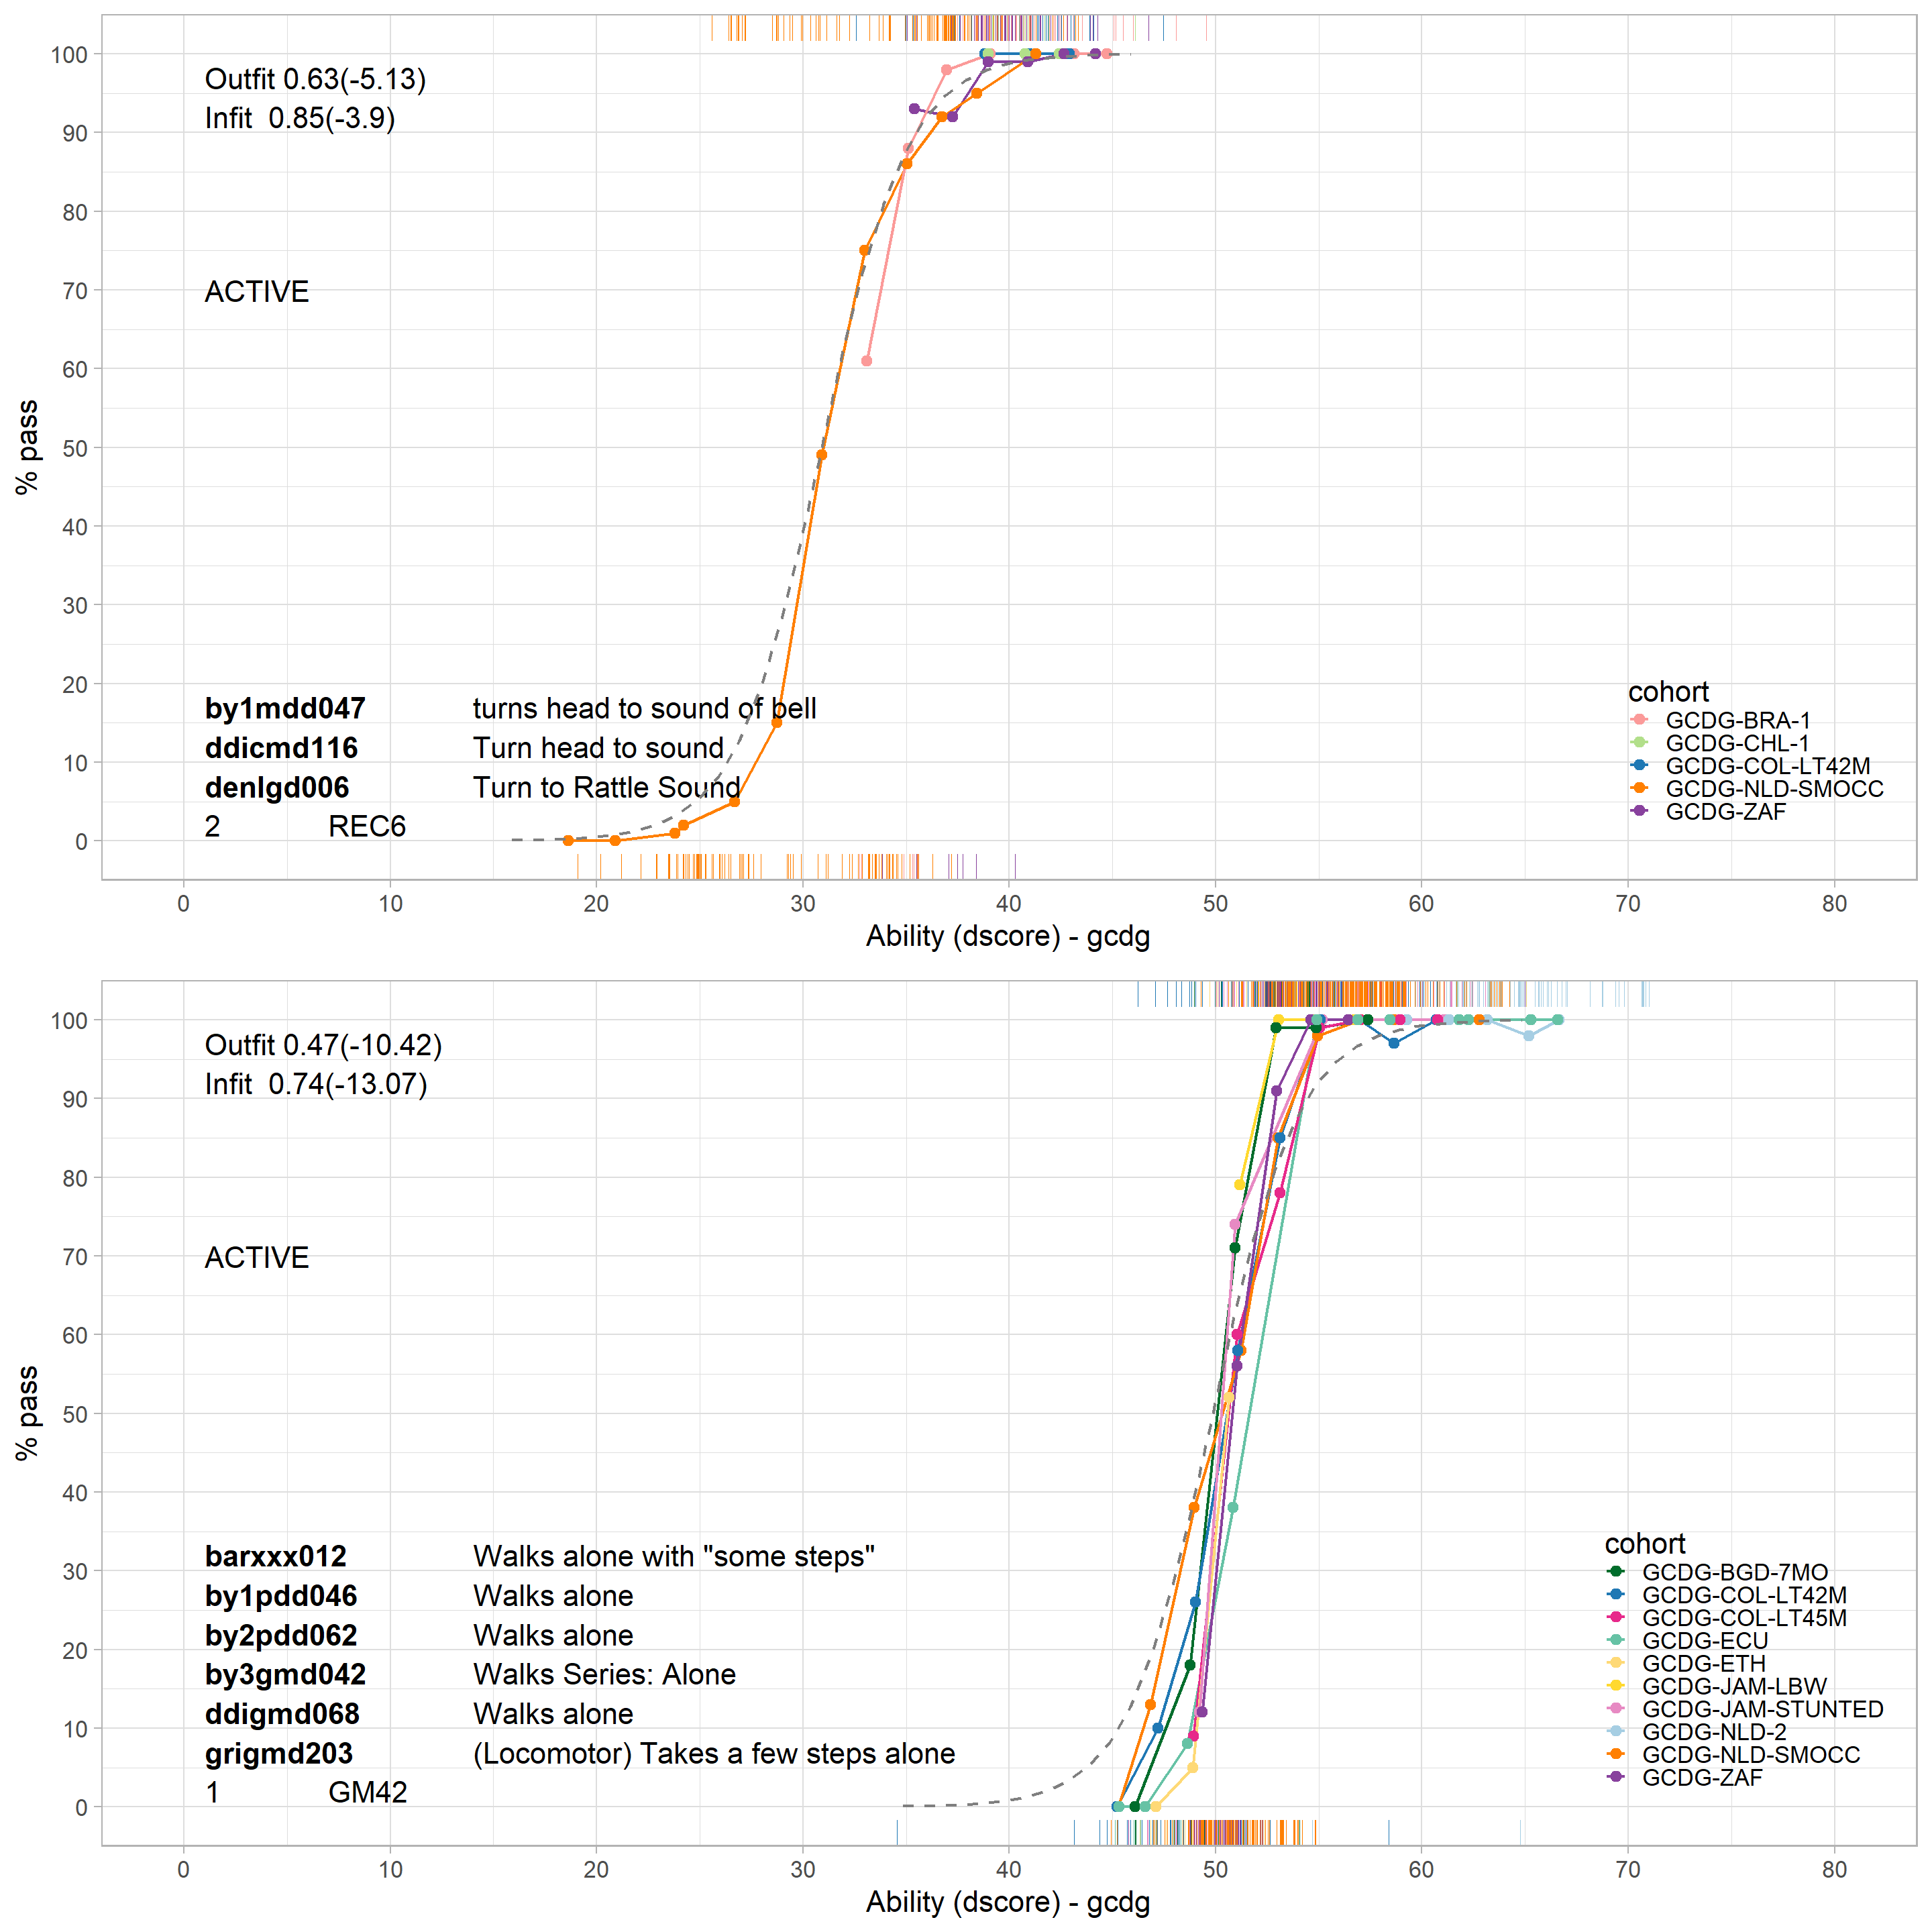 100
90
80
70
60
50
40
30
20
10
0
% pass
Outfit 0.63(-5.13)
Infit  0.85(-3.9)
ACTIVE
by1mdd047 turns head to sound of bell
ddicmd116 Turn head to sound
denlgd006 Turn to Rattle Sound
2 REC6
cohort
GCDG-BRA-1
GCDG-CHL-1
GCDG-COL-LT42M
GCDG-NLD-SMOCC
GCDG-ZAF
0 10 20 30 40 50 60 70 80
Ability (dscore) - gcdg
100
90
80
70
60
50
40
30
20
10
0
% pass
Outfit 0.47(-10.42)
Infit  0.74(-13.07)
ACTIVE
barxxx012 Walks alone with "some steps"
by1pdd046 Walks alone
by2pdd062 Walks alone
by3gmd042 Walks Series: Alone
ddigmd068 Walks alone
grigmd203 (Locomotor) Takes a few steps alone
1 GM42
cohort
GCDG-BGD-7MO
GCDG-COL-LT42M
GCDG-COL-LT45M
GCDG-ECU
GCDG-ETH
GCDG-JAM-LBW
GCDG-JAM-STUNTED
GCDG-NLD-2
GCDG-NLD-SMOCC
GCDG-ZAF
0 10 20 30 40 50 60 70 80
Ability (dscore) - gcdg